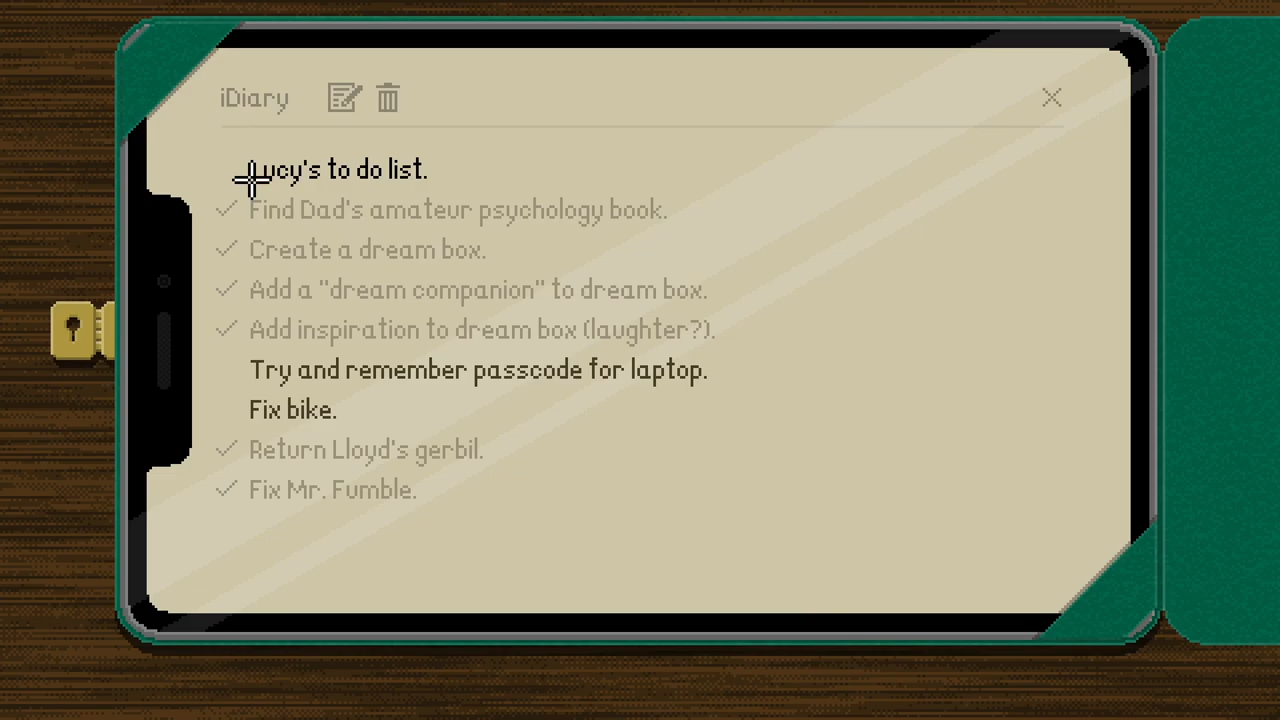 iDiary
Lucy's to do list.
Find Dad's amateur psychology book.
Create a dream box.
Add a "dream companion" to dream box.
Add inspiration to dream box (laughter?).
Try and remember passcode for laptop.
Fix bike.
Return Lloyd's gerbil.
Fix Mr. Fumble.